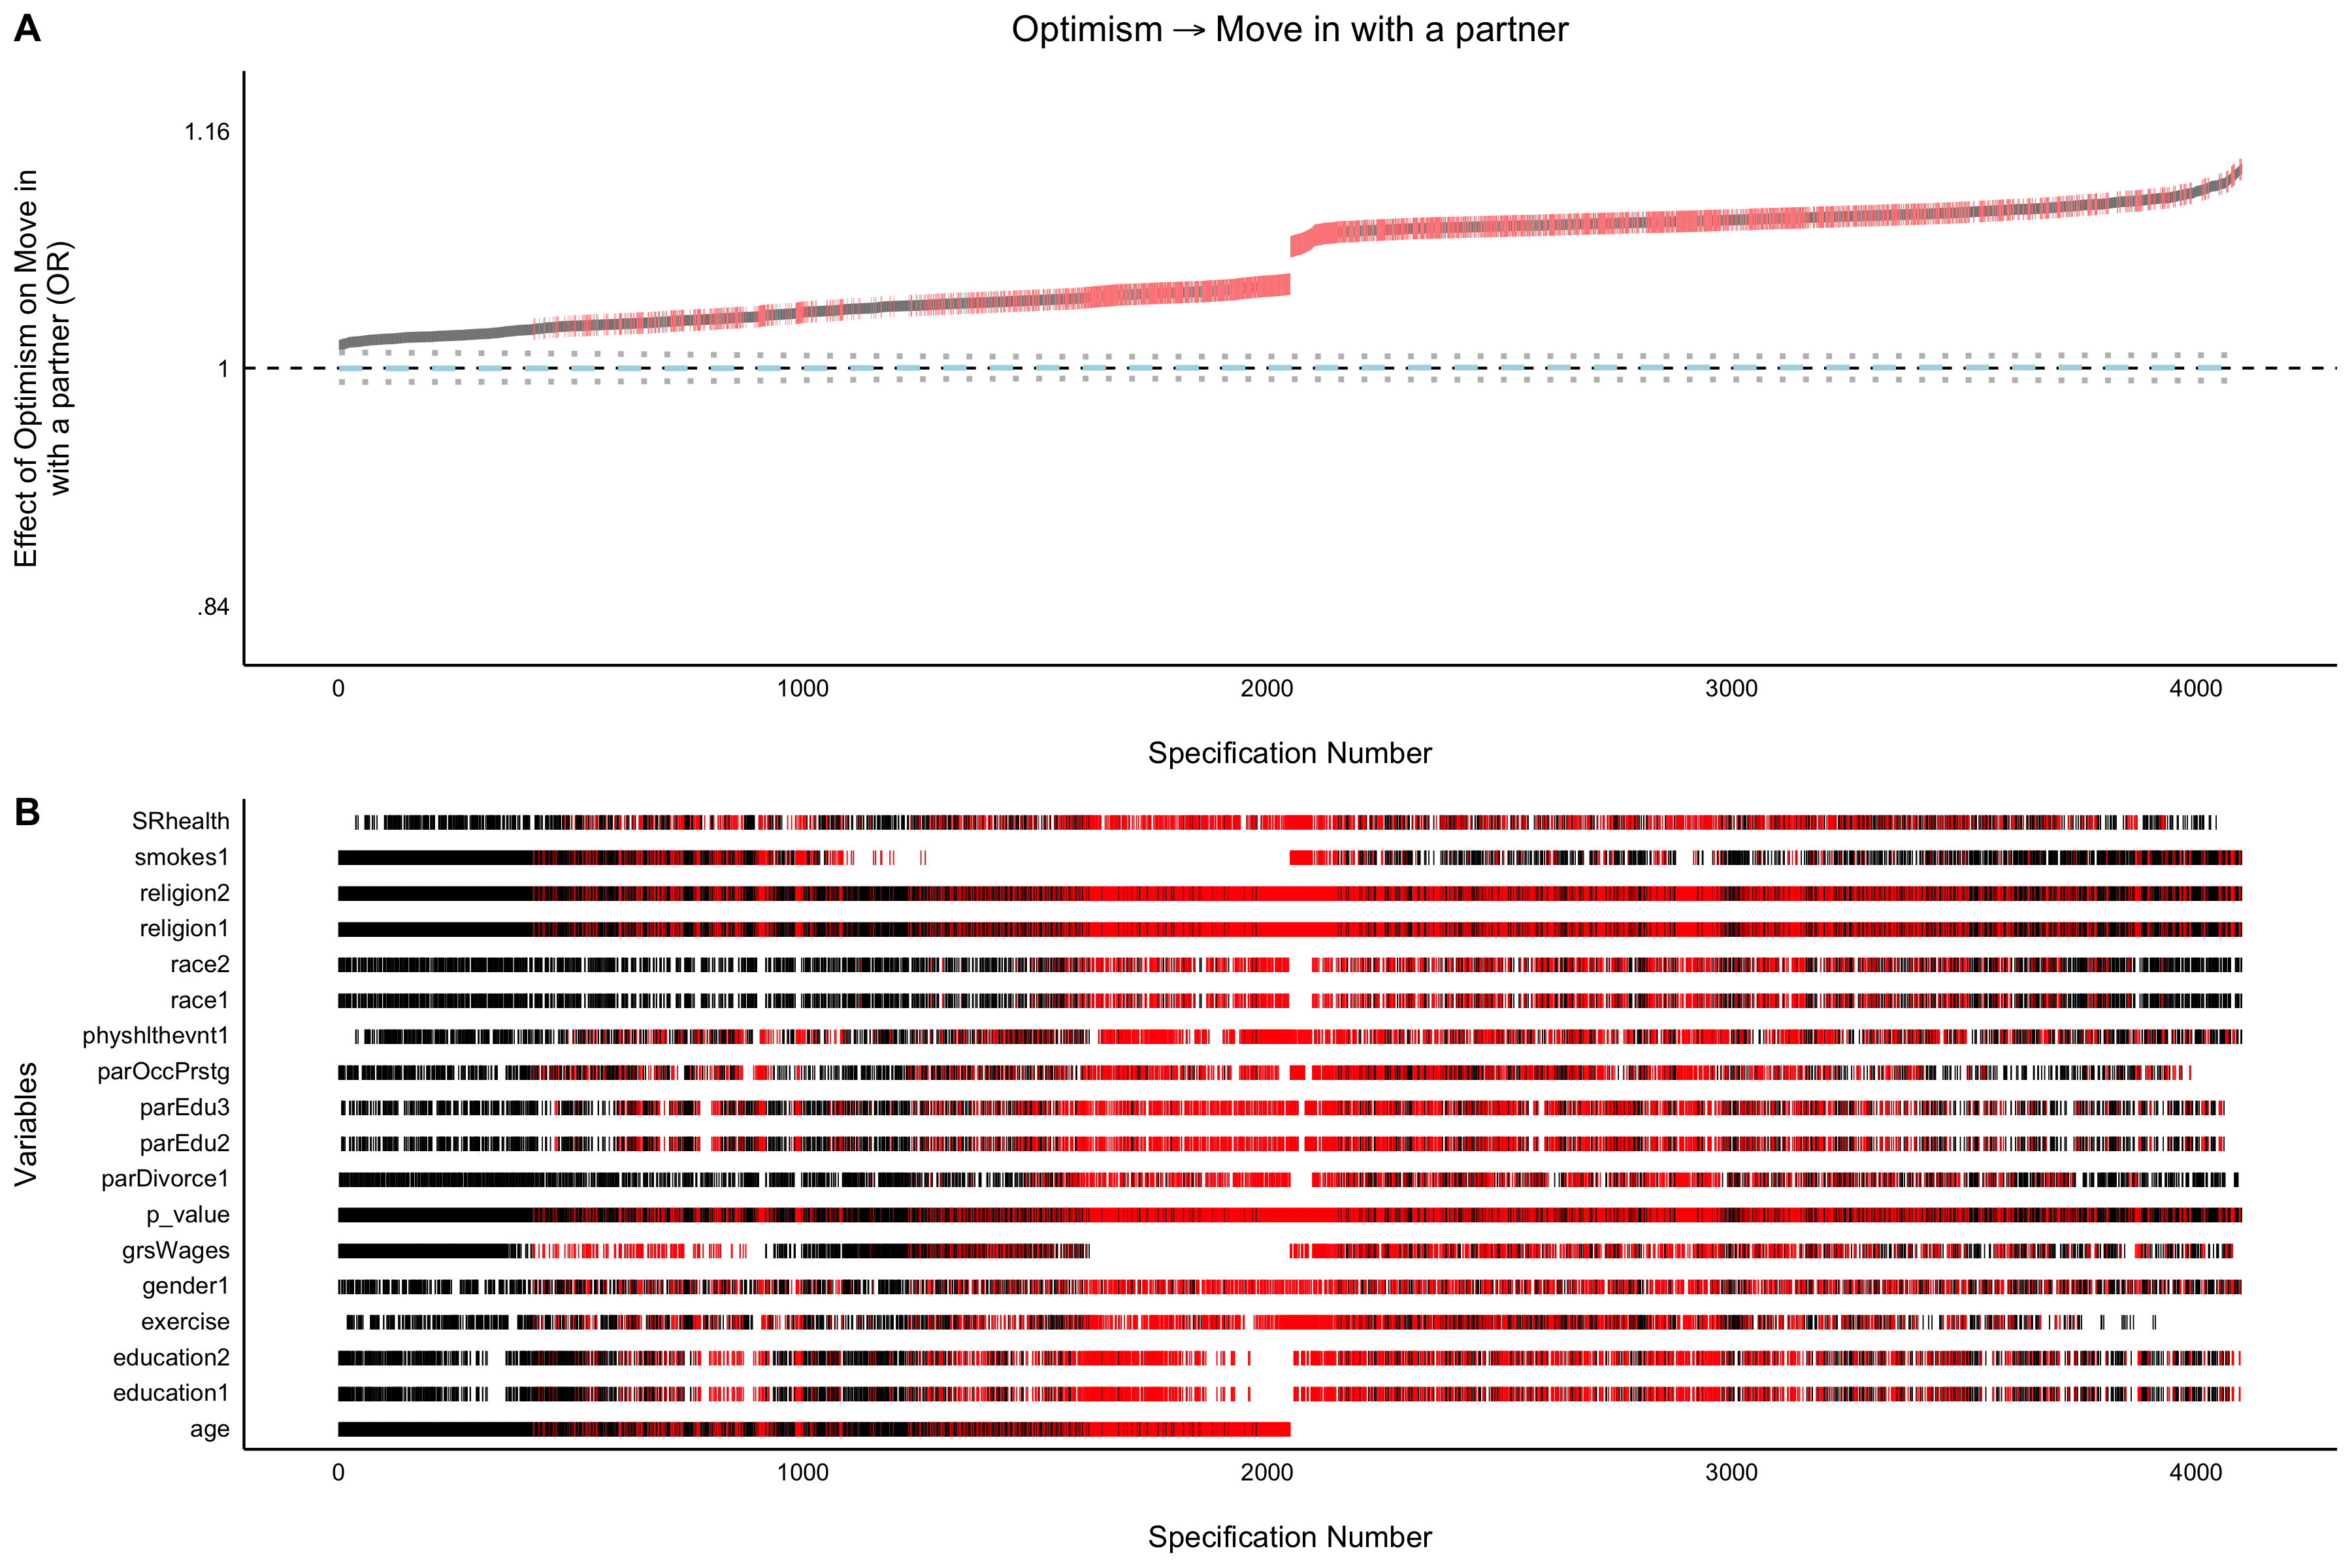 A
Optimism → Move in with a partner
Effect of Optimism on Move in
with a partner (OR)
1.16
1
.84
0 1000 2000 3000 4000
Specification Number
B
Variables
SRhealth
smokes1
religion2
religion1
race2
race1
physhlthevnt1
parOccPrstg
parEdu3
parEdu2
parDivorce1
p_value
grsWages
gender1
exercise
education2
education1
age
0 1000 2000 3000 4000
Specification Number